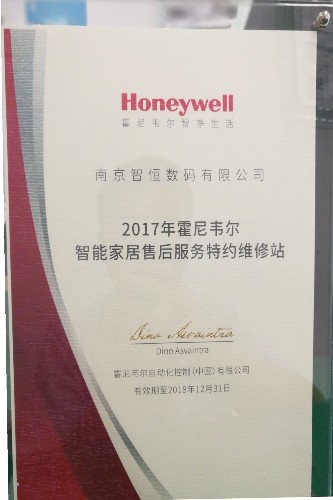 Honeywell
霍尼韦尔智净生活
南京智恒数码有限公司
2017年霍尼韦尔
智能家居售后服务特约维修站
Dino Asvaintra
Dino Asvaintra
霍尼韦尔自动化控制(中国)有限公司
有效期至2018年12月31日